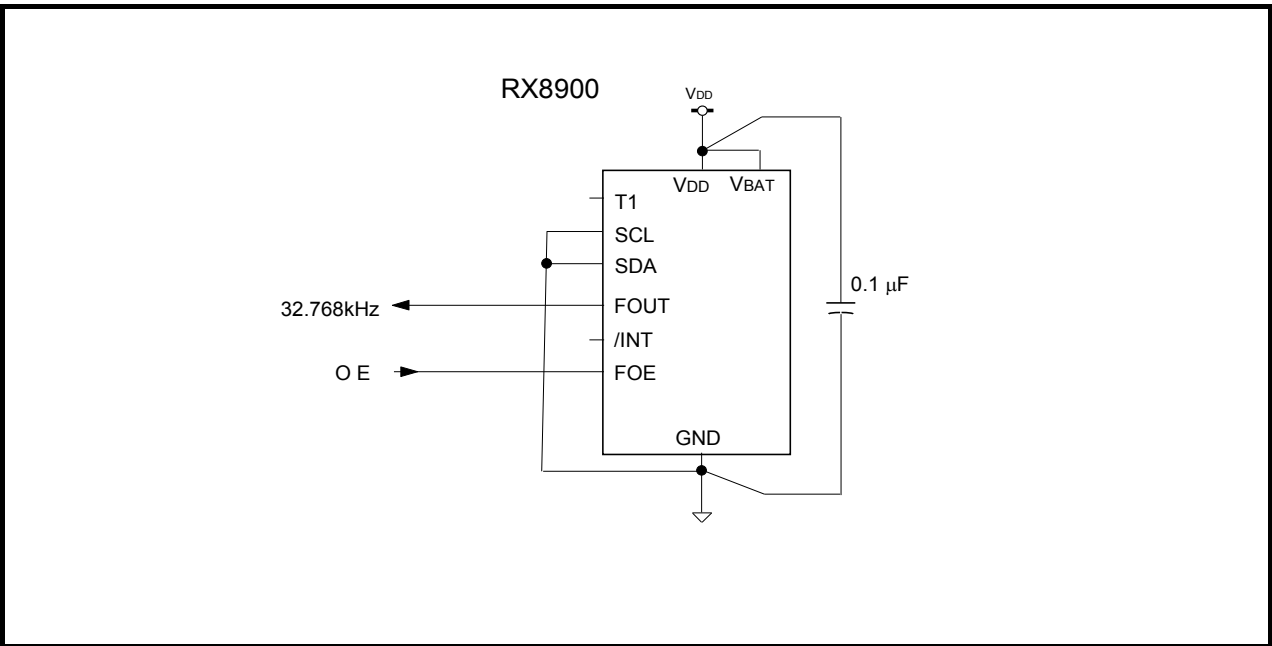 RX8900
VDD
VDD VBAT
T1
SCL
SDA
0.1 μF
32.768kHz
FOUT
/INT
O E
FOE
GND